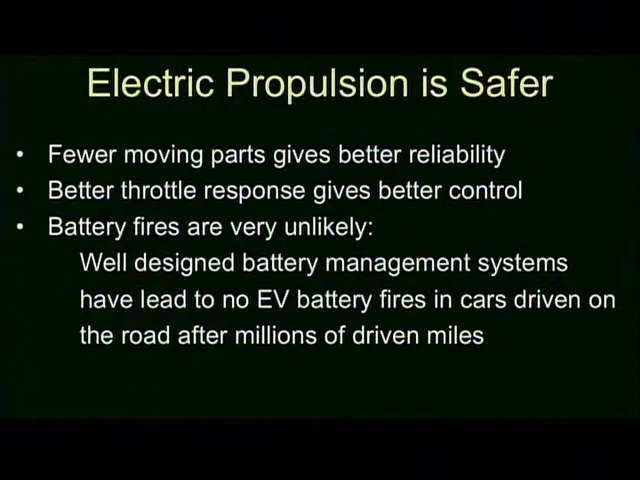 Electric Propulsion is Safer
• Fewer moving parts gives better reliability
• Better throttle response gives better control
• Battery fires are very unlikely:
Well designed battery management systems
have lead to no EV battery fires in cars driven on
the road after millions of driven miles